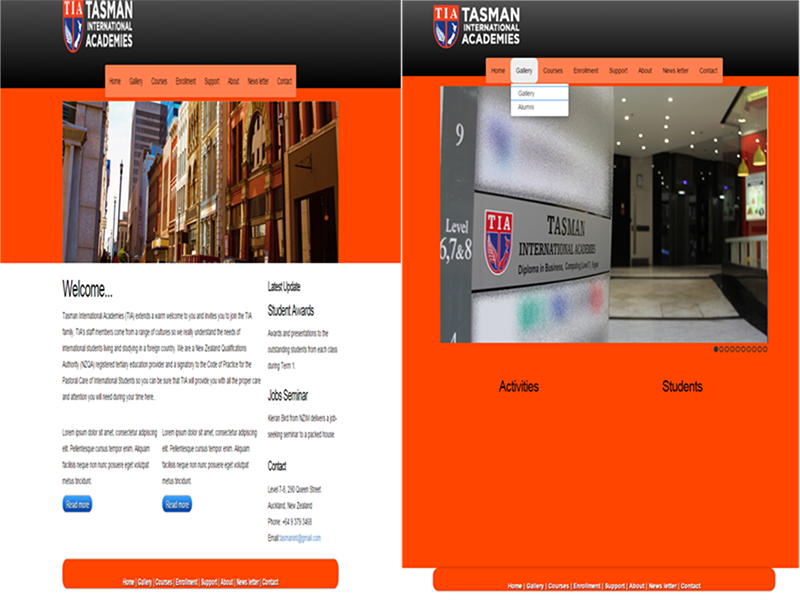 TIA TASMAN
INTERNATIONAL
ACADEMIES
Home Gallery Courses Enrollment Support About News letter Contact
Welcome...
Tasman International Academies (TIA) extends a warm welcome to you and invites you to join the TIA
family. TIA's staff members come from a range of cultures so we really understand the needs of
international students living and studying in a foreign country. We are a New Zealand Qualifications
Authority (NZQA) registered tertiary education provider and a signatory to the Code of Practice for the
Pastoral Care of International Students so you can be sure that TIA will provide you with all the proper care
and attention you will need during your time here..
Lorem ipsum dolor sit amet, consectetur adipiscing
elit. Pellentesque cursus tempor enim. Aliquam
facilisis neque non nunc posuere eget volutpat
metus tincidunt.
Read more
Lorem ipsum dolor sit amet, consectetur adipiscing
elit. Pellentesque cursus tempor enim. Aliquam
facilisis neque non nunc posuere eget volutpat
metus tincidunt.
Read more
Latest Update
Student Awards
Awards and presentations to the
outstanding students from each class
during Term 1.
Jobs Seminar
Kieran Bird from NZIM delivers a job-
seeking seminar to a packed house.
Contact
Level 7-8, 290 Queen Street
Auckland, New Zealand
Phone: +64 9 379 3468
Email:tasmanint@gmail.com
Home | Gallery | Courses | Enrollment | Support | About | News letter | Contact
TIA TASMAN
INTERNATIONAL
ACADEMIES
Home Gallery Courses Enrollment Support About News letter Contact
Gallery
Alumni
9
Level
6,7&8
4
TIA
TASMAN
INTERNATIONAL ACADEMIES
Diploma in Business, Computing Level 7,
Activities
Students
Home | Gallery | Courses | Enrollment | Support | About | News letter | Contact